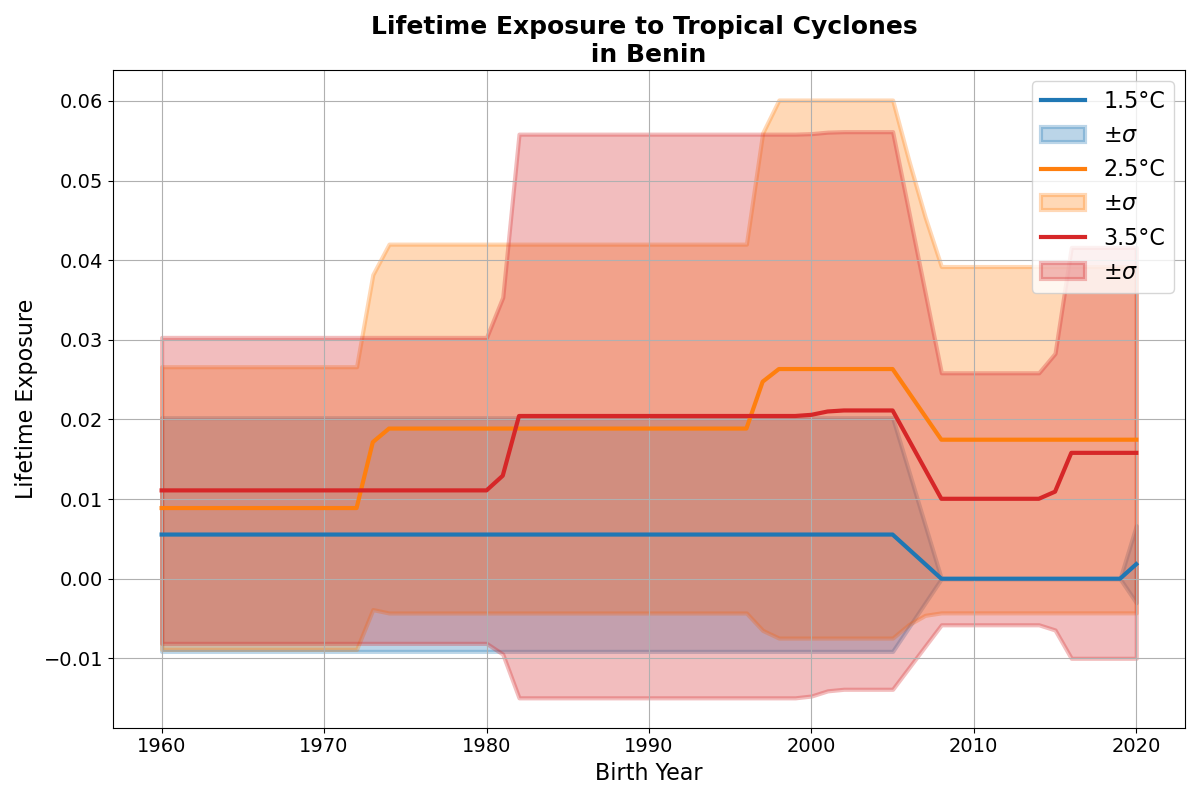 Lifetime Exposure to Tropical Cyclones
in Benin
0.06
0.05
0.04
0.03
0.02
0.01
0.00
−0.01
Lifetime Exposure
1960
1970
1980
1990
2000
2010
2020
Birth Year
1.5°C
±σ
2.5°C
±σ
3.5°C
±σ